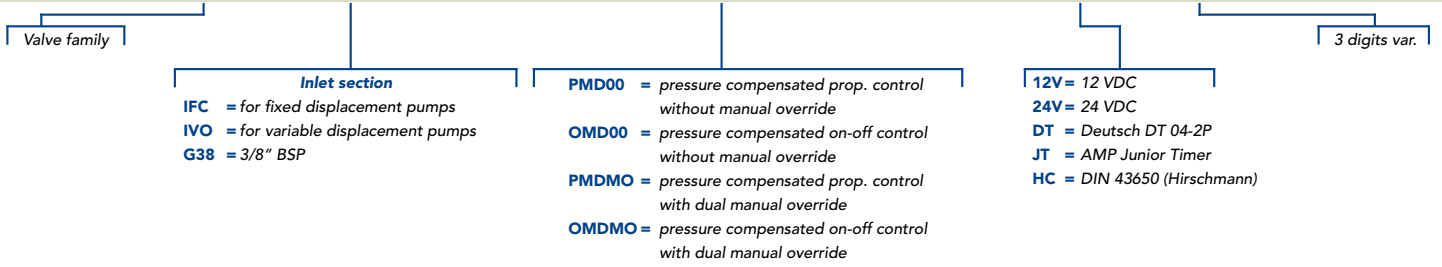 Valve family
3 digits var.
Inlet section
IFC = for fixed displacement pumps
IVO = for variable displacement pumps
G38 = 3/8" BSP
PMD00 = pressure compensated prop. control
without manual override
OMD00 = pressure compensated on-off control
without manual override
PMDMO = pressure compensated prop. control
with dual manual override
OMDMO = pressure compensated on-off control
with dual manual override
12V = 12 VDC
24V = 24 VDC
DT = Deutsch DT 04-2P
JT = AMP Junior Timer
HC = DIN 43650 (Hirschmann)